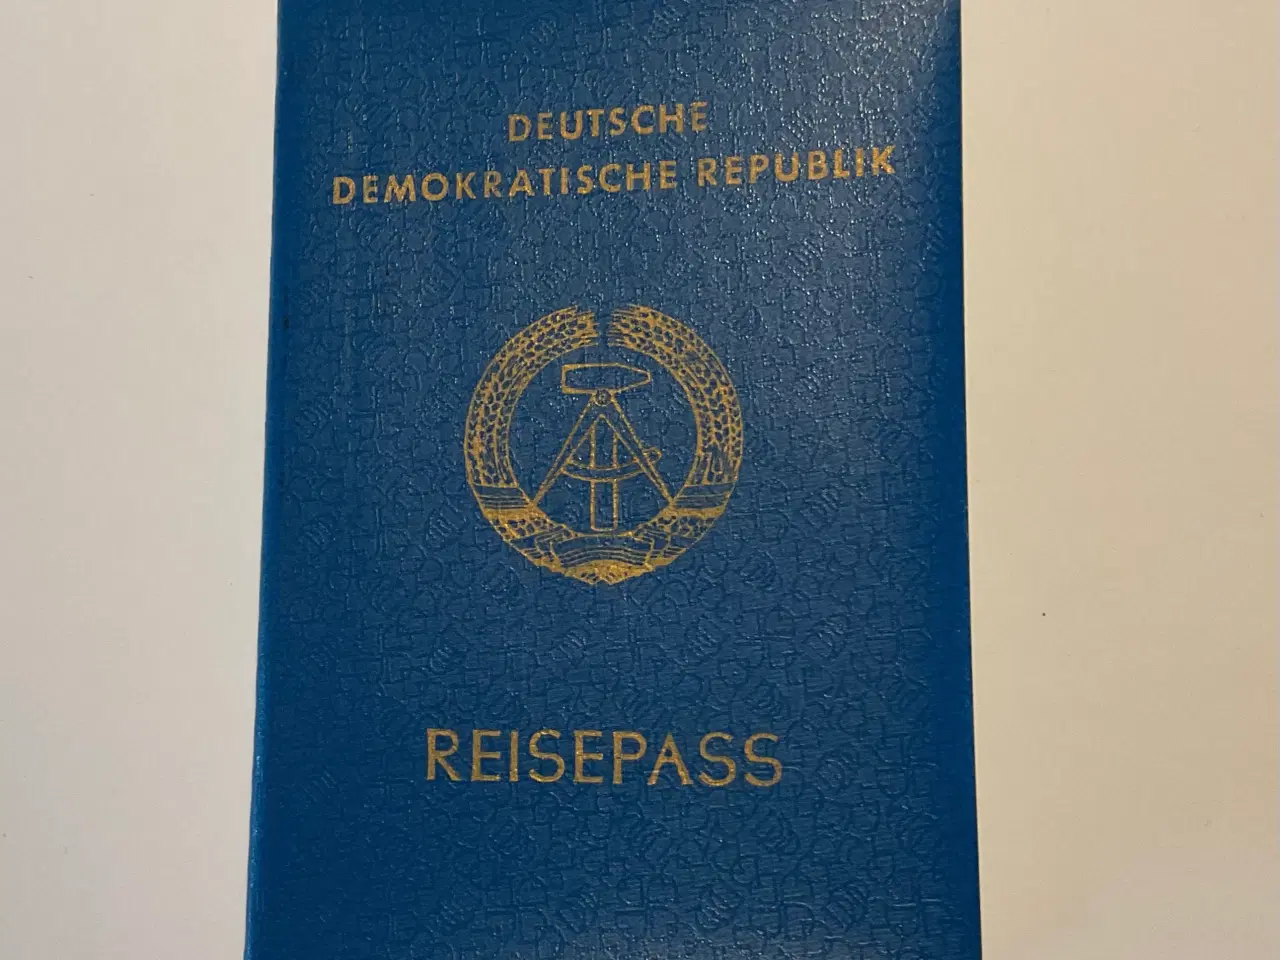 DEUTSCHE
DEMOKRATISCHE REPUBLIK
REISEPASS